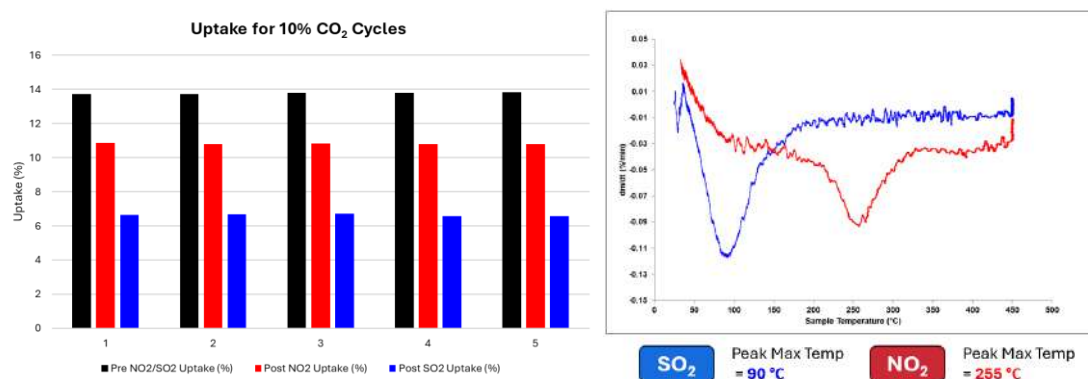 Uptake for 10% CO₂ Cycles
Uptake (%)
16
14
12
10
8
6
4
2
0
1 2 3 4 5
Pre NO2/SO2 Uptake (%) Post NO2 Uptake (%) Post SO2 Uptake (%)
dm/dt (%/min)
0.05
0.03
0.01
-0.01
-0.03
-0.05
-0.07
-0.09
-0.11
-0.13
-0.15
0 50 100 150 200 250 300 350 400 450 500
Sample Temperature (°C)
SO₂ Peak Max Temp
= 90 °C
NO₂ Peak Max Temp
= 255 °C